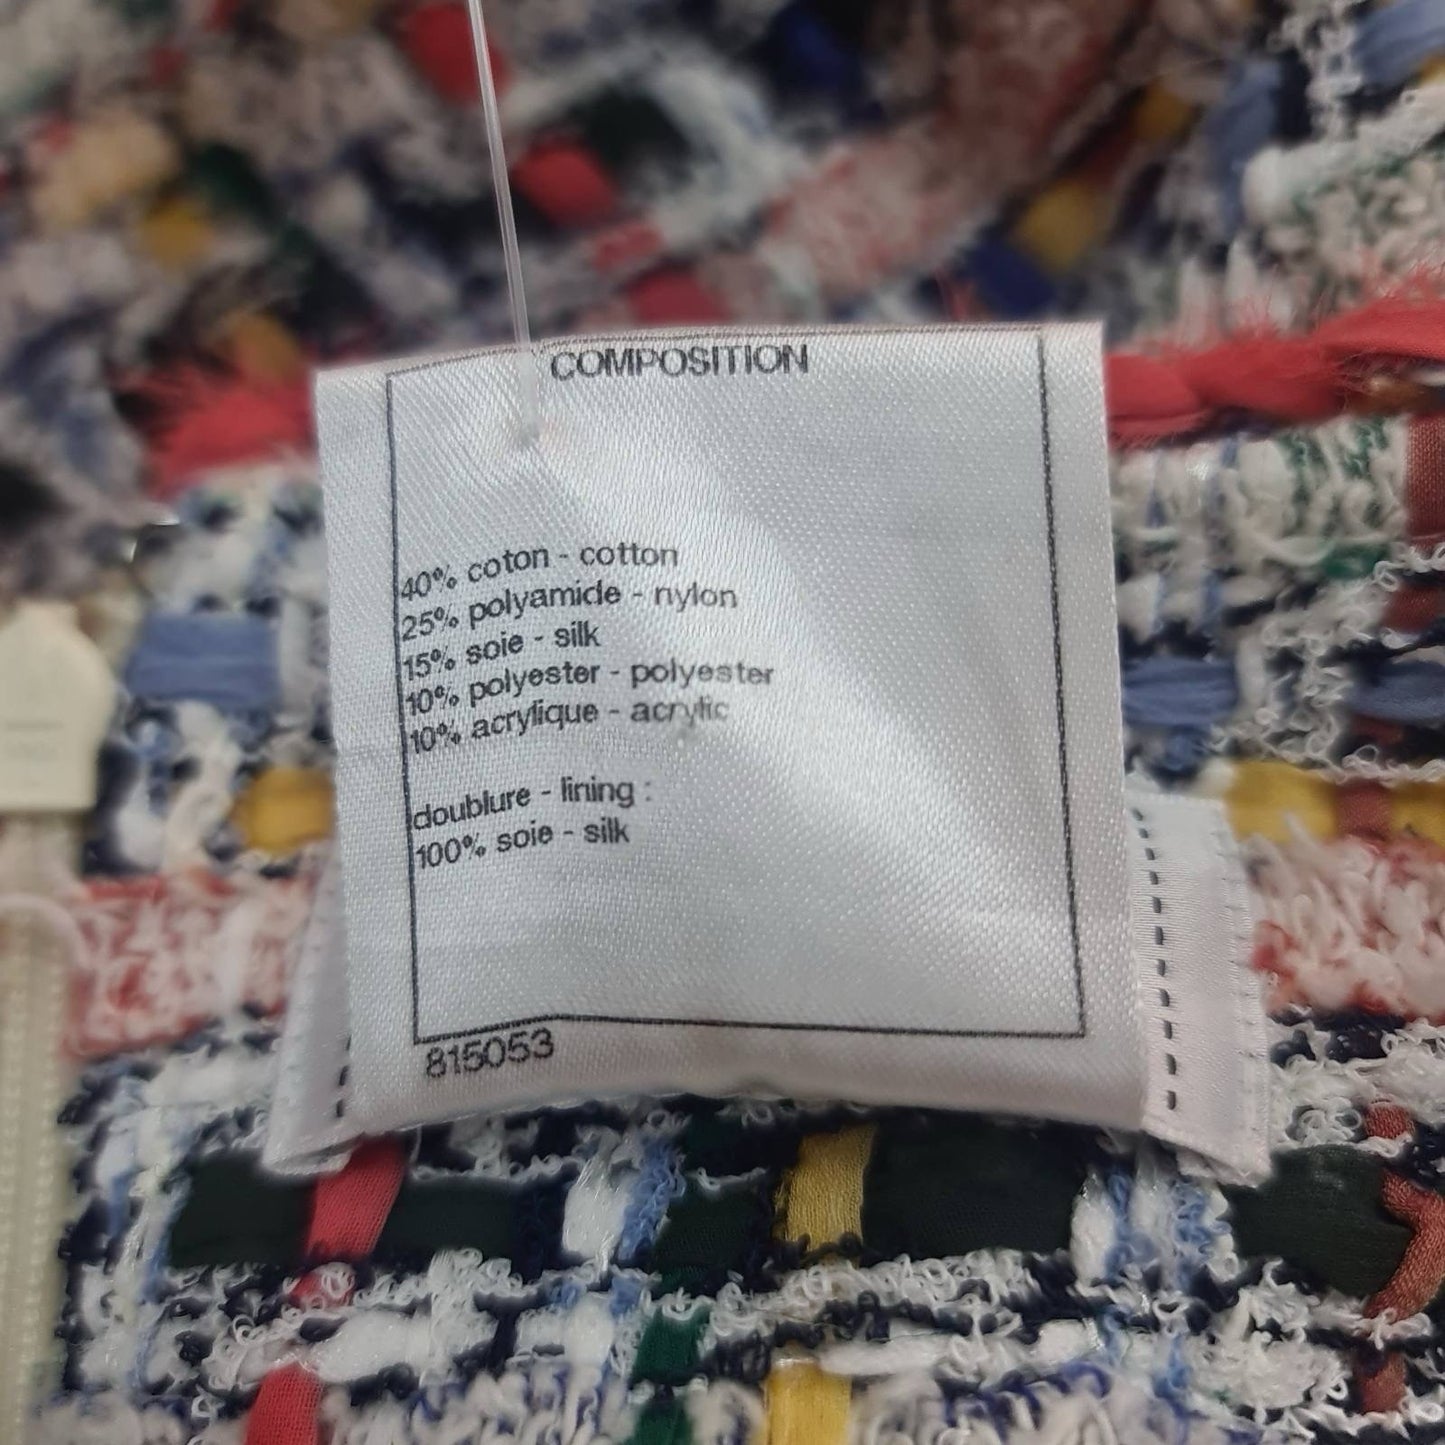 COMPOSITION
40% coton - cotton
25% polyamide - nylon
15% soie - silk
10% polyester - polyester
10% acrylique - acrylic
doublure - lining :
100% soie - silk
815053